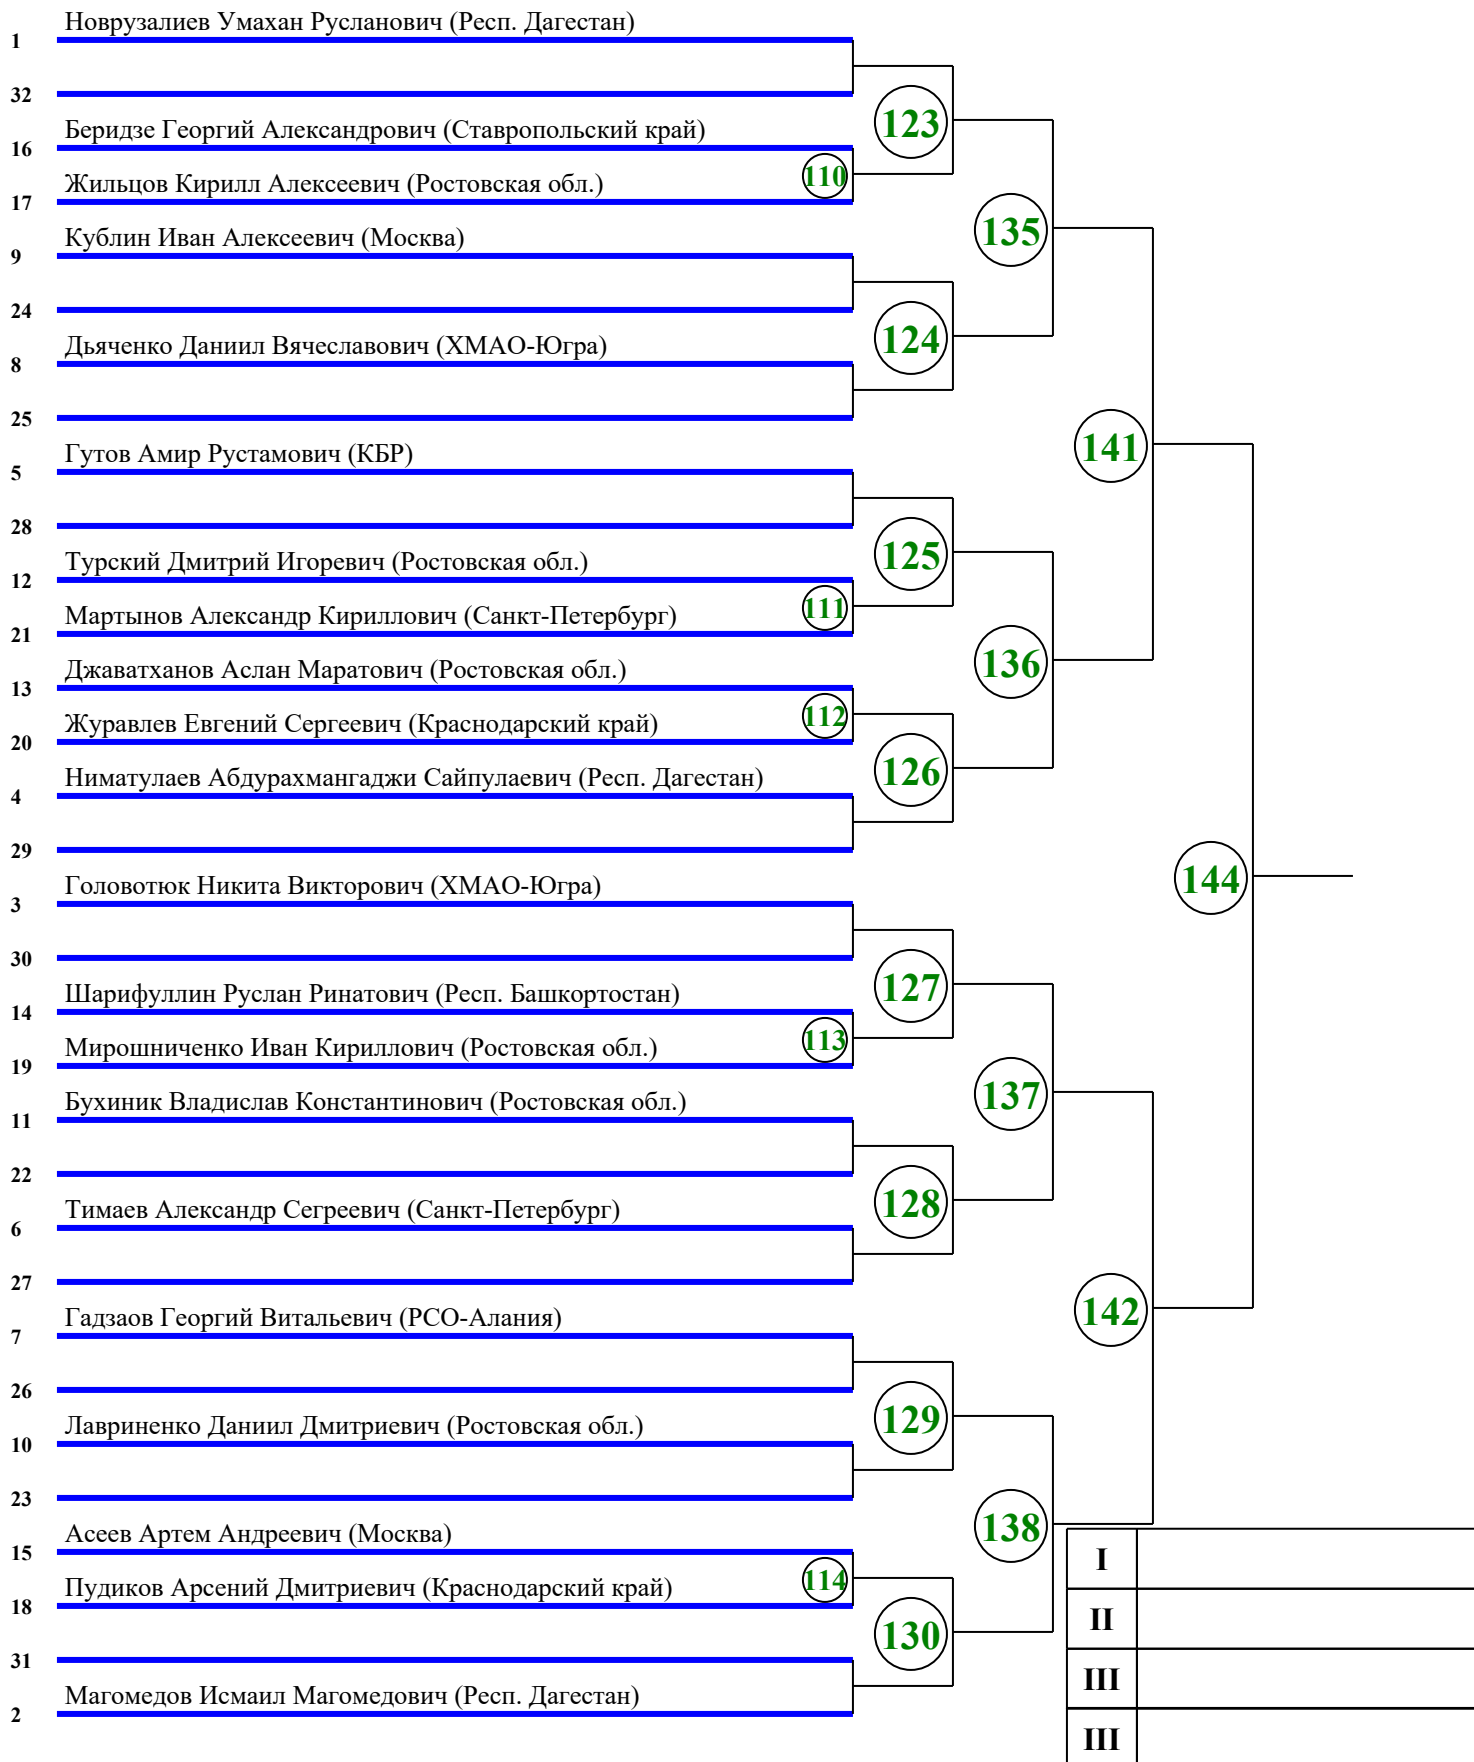 Новрузалиев Умахан Русланович (Респ. Дагестан)
1
32
123
Беридзе Георгий Александрович (Ставропольский край)
16
110
Жильцов Кирилл Алексеевич (Ростовская обл.)
17
135
Кублин Иван Алексеевич (Москва)
9
24
124
Дьяченко Даниил Вячеславович (ХМАО-Югра)
8
25
141
Гутов Амир Рустамович (КБР)
5
28
125
Турский Дмитрий Игоревич (Ростовская обл.)
12
111
Мартынов Александр Кириллович (Санкт-Петербург)
21
136
Джаватханов Аслан Маратович (Ростовская обл.)
13
112
Журавлев Евгений Сергеевич (Краснодарский край)
20
126
Ниматулаев Абдурахмангаджи Сайпулаевич (Респ. Дагестан)
4
29
144
Головотюк Никита Викторович (ХМАО-Югра)
3
30
127
Шарифуллин Руслан Ринатович (Респ. Башкортостан)
14
113
Мирошниченко Иван Кириллович (Ростовская обл.)
19
137
Бухиник Владислав Константинович (Ростовская обл.)
11
22
128
Тимаев Александр Сегреевич (Санкт-Петербург)
6
27
142
Гадзаов Георгий Витальевич (РСО-Алания)
7
26
129
Лавриненко Даниил Дмитриевич (Ростовская обл.)
10
23
138
Асеев Артем Андреевич (Москва)
15
I
114
Пудиков Арсений Дмитриевич (Краснодарский край)
18
II
130
31
III
Магомедов Исмаил Магомедович (Респ. Дагестан)
2
III